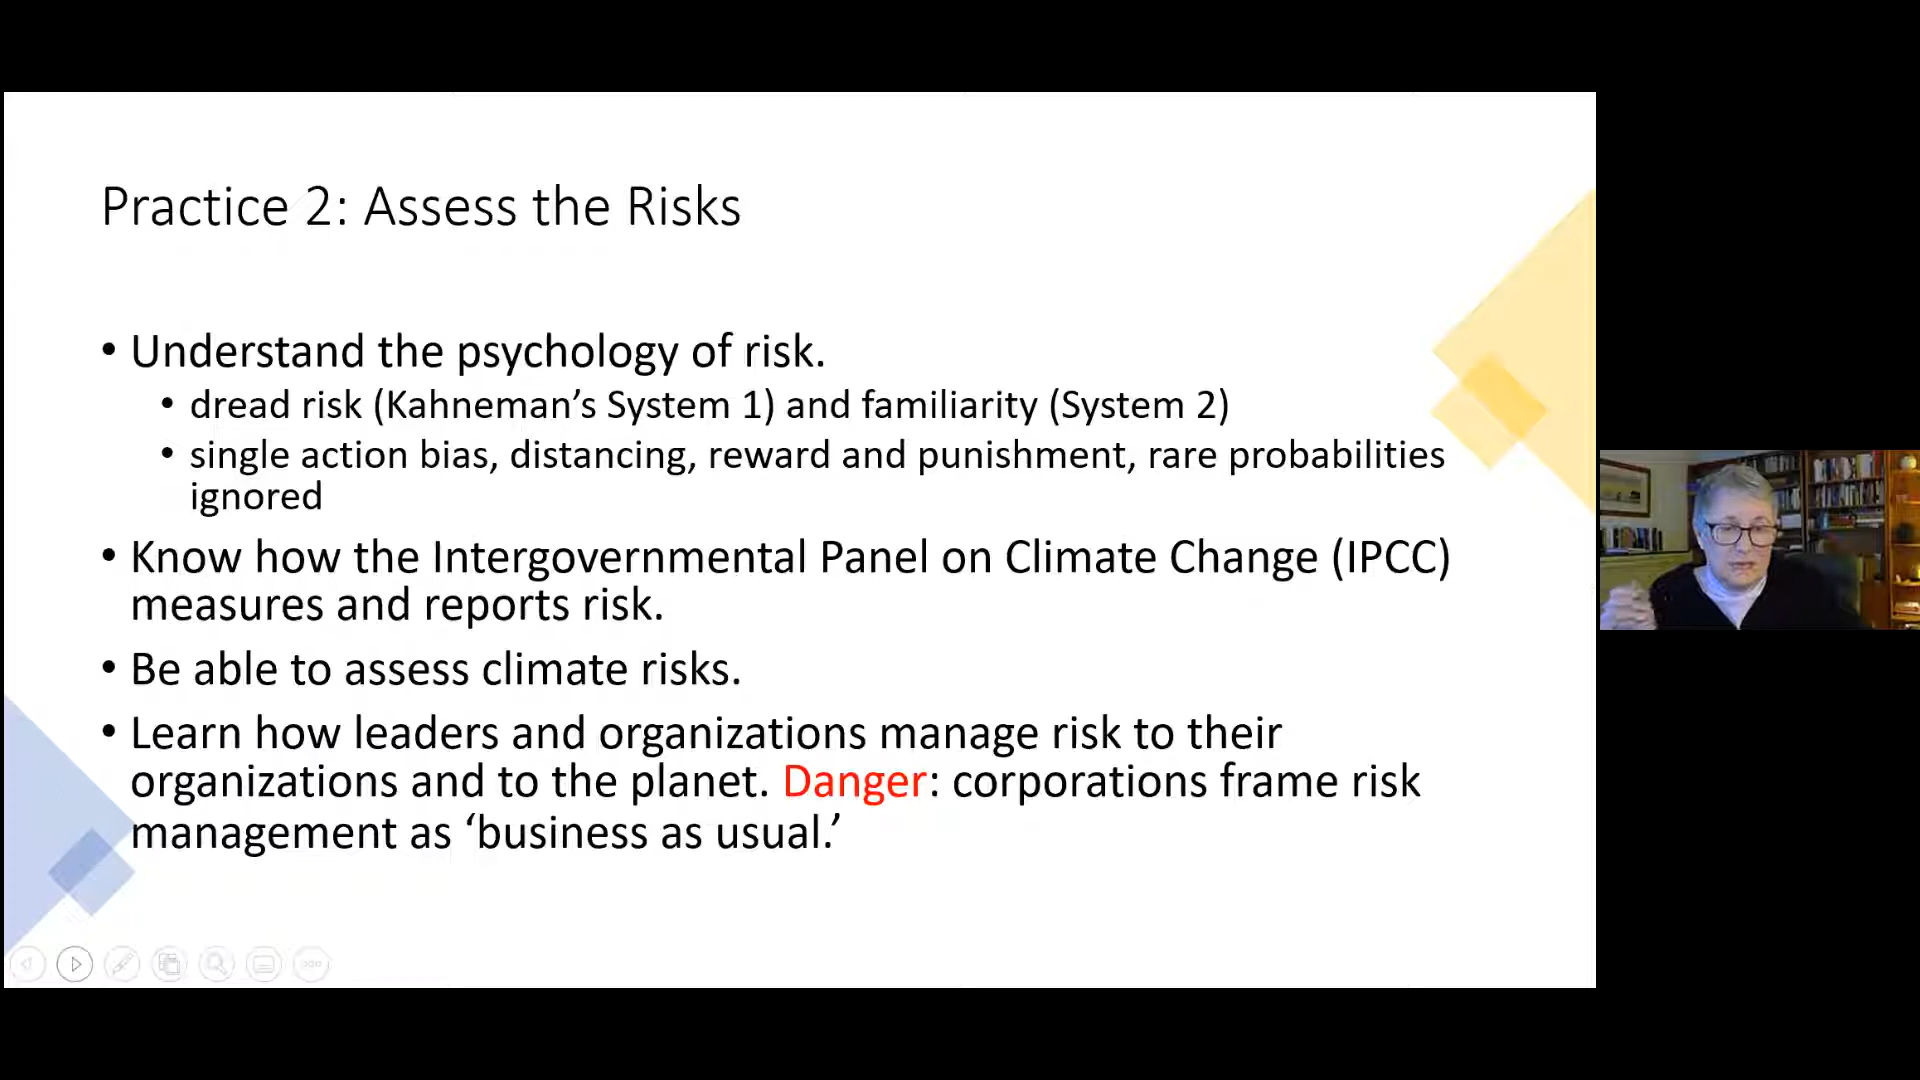 Practice 2: Assess the Risks
• Understand the psychology of risk.
• dread risk (Kahneman’s System 1) and familiarity (System 2)
• single action bias, distancing, reward and punishment, rare probabilities
ignored
• Know how the Intergovernmental Panel on Climate Change (IPCC)
measures and reports risk.
• Be able to assess climate risks.
• Learn how leaders and organizations manage risk to their
organizations and to the planet. Danger: corporations frame risk
management as ‘business as usual.’